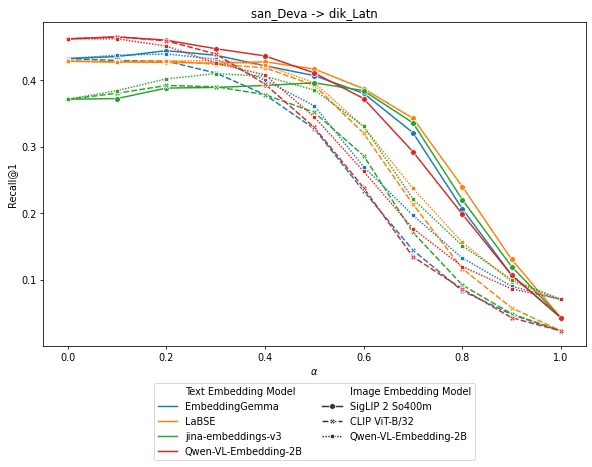 san_Deva -> dik_Latn
Recall@1
0.4
0.3
0.2
0.1
0.0 0.2 0.4 0.6 0.8 1.0
α
Text Embedding Model
EmbeddingGemma
LaBSE
jina-embeddings-v3
Qwen-VL-Embedding-2B
Image Embedding Model
SigLIP 2 So400m
CLIP ViT-B/32
Qwen-VL-Embedding-2B